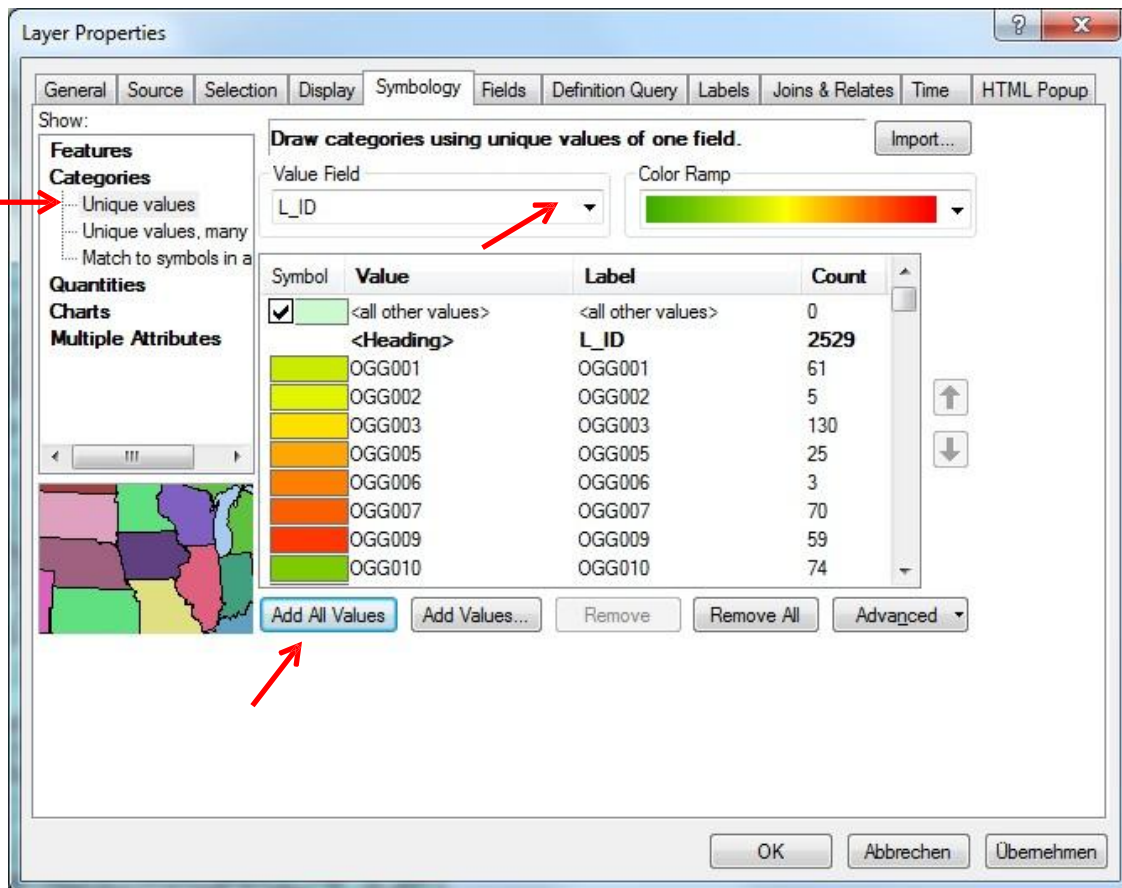 Layer Properties
General Source Selection Display Symbology Fields Definition Query Labels Joins & Relates Time HTML Popup
Show:
Features
Categories
Unique values
Unique values, many
Match to symbols in a
Quantities
Charts
Multiple Attributes
Draw categories using unique values of one field.
Import...
Value Field
L_ID
Color Ramp
Symbol Value Label Count
<all other values> <all other values> 0
<Heading> L_ID 2529
OGG001 OGG001 61
OGG002 OGG002 5
OGG003 OGG003 130
OGG005 OGG005 25
OGG006 OGG006 3
OGG007 OGG007 70
OGG009 OGG009 59
OGG010 OGG010 74
Add All Values Add Values... Remove Remove All Advanced
OK Abbrechen Übernehmen